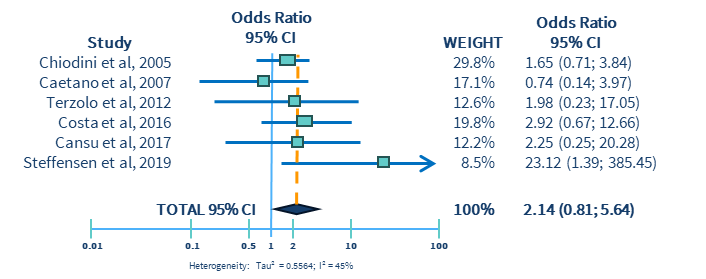 Odds Ratio
95% CI
Study
WEIGHT
Odds Ratio
95% CI
Chiodini et al, 2005 29.8% 1.65 (0.71; 3.84)
Caetano et al, 2007 17.1% 0.74 (0.14; 3.97)
Terzolo et al, 2012 12.6% 1.98 (0.23; 17.05)
Costa et al, 2016 19.8% 2.92 (0.67; 12.66)
Cansu et al, 2017 12.2% 2.25 (0.25; 20.28)
Steffensen et al, 2019 8.5% 23.12 (1.39; 385.45)
TOTAL 95% CI 100% 2.14 (0.81; 5.64)
0.01 0.1 0.5 1 2 10 100
Heterogeneity: Tau² = 0.5564; I² = 45%